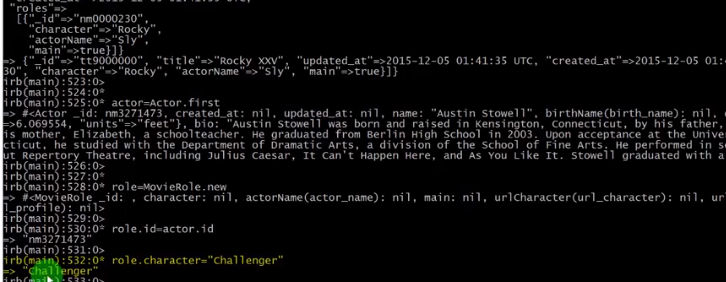 "roles"=>
[{"_id"=>"nm0000230",
"character"=>"Rocky",
"actorName"=>"Sly",
"main"=>true}]}
=> {"_id"=>"tt9000000", "title"=>"Rocky XXV", "updated_at"=>2015-12-05 01:41:35 UTC, "created_at"=>2015-12-05 01:4
30", "character"=>"Rocky", "actorName"=>"Sly", "main"=>true}]}
irb(main):523:0>
irb(main):524:0*
irb(main):525:0* actor=Actor.first
=> #<Actor _id: nm3271473, created_at: nil, updated_at: nil, name: "Austin Stowell", birthName(birth_name): nil,
=>6.069554, "units"=>"feet"}, bio: "Austin Stowell was born and raised in Kensington, Connecticut, by his father,
is mother, Elizabeth, a schoolteacher. He graduated from Berlin High School in 2003. Upon acceptance at the Unive
cticut, he studied with the Department of Dramatic Arts, a division of the School of Fine Arts. He performed in se
ut Repertory Theatre, including Julius Caesar, It Can't Happen Here, and As You Like It. Stowell graduated with a
irb(main):526:0>
irb(main):527:0*
irb(main):528:0* role=MovieRole.new
=> #<MovieRole _id: , character: nil, actorName(actor_name): nil, main: nil, urlCharacter(url_character): nil, ur
l_profile): nil>
irb(main):529:0>
irb(main):530:0* role.id=actor.id
=> "nm3271473"
irb(main):531:0>
irb(main):532:0* role.character="Challenger"
=> "Challenger"
irb(main):533:0>